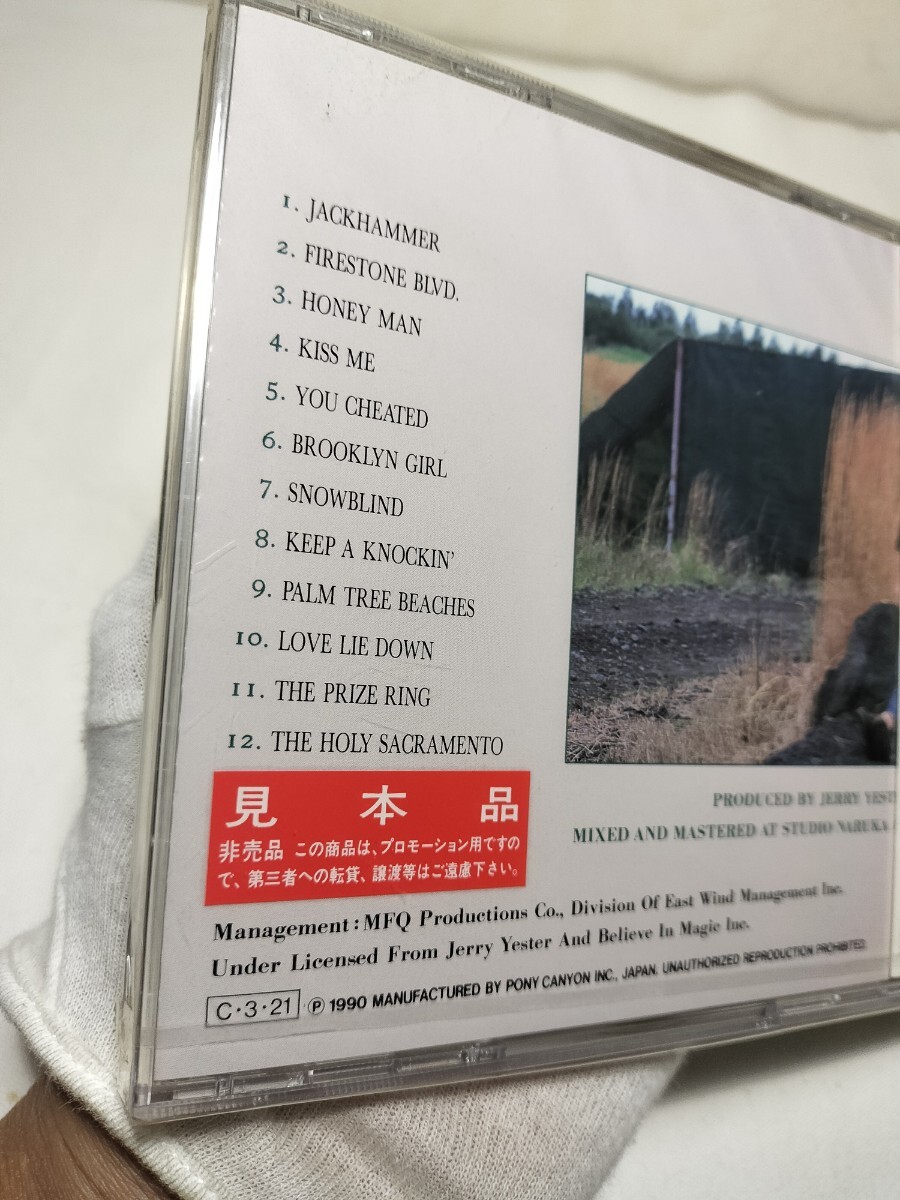 1. JACKHAMMER
2. FIRESTONE BLVD.
3. HONEY MAN
4. KISS ME
5. YOU CHEATED
6. BROOKLYN GIRL
7. SNOWBLIND
8. KEEP A KNOCKIN'
9. PALM TREE BEACHES
10. LOVE LIE DOWN
11. THE PRIZE RING
12. THE HOLY SACRAMENTO
PRODUCED BY JERRY
MIXED AND MASTERED AT STUDIO NARUKA
見本品
非売品 この商品は、プロモーション用ですの
で、第三者への転貸、譲渡等はご遠慮下さい。
Management: MFQ Productions Co., Division Of East Wind Management Inc.
Under Licensed From Jerry Yester And Believe In Magic Inc.
C・3・21 Ⓟ 1990 MANUFACTURED BY PONY CANYON INC., JAPAN. UNAUTHORIZED REPRODUCTION PROHIBITED.